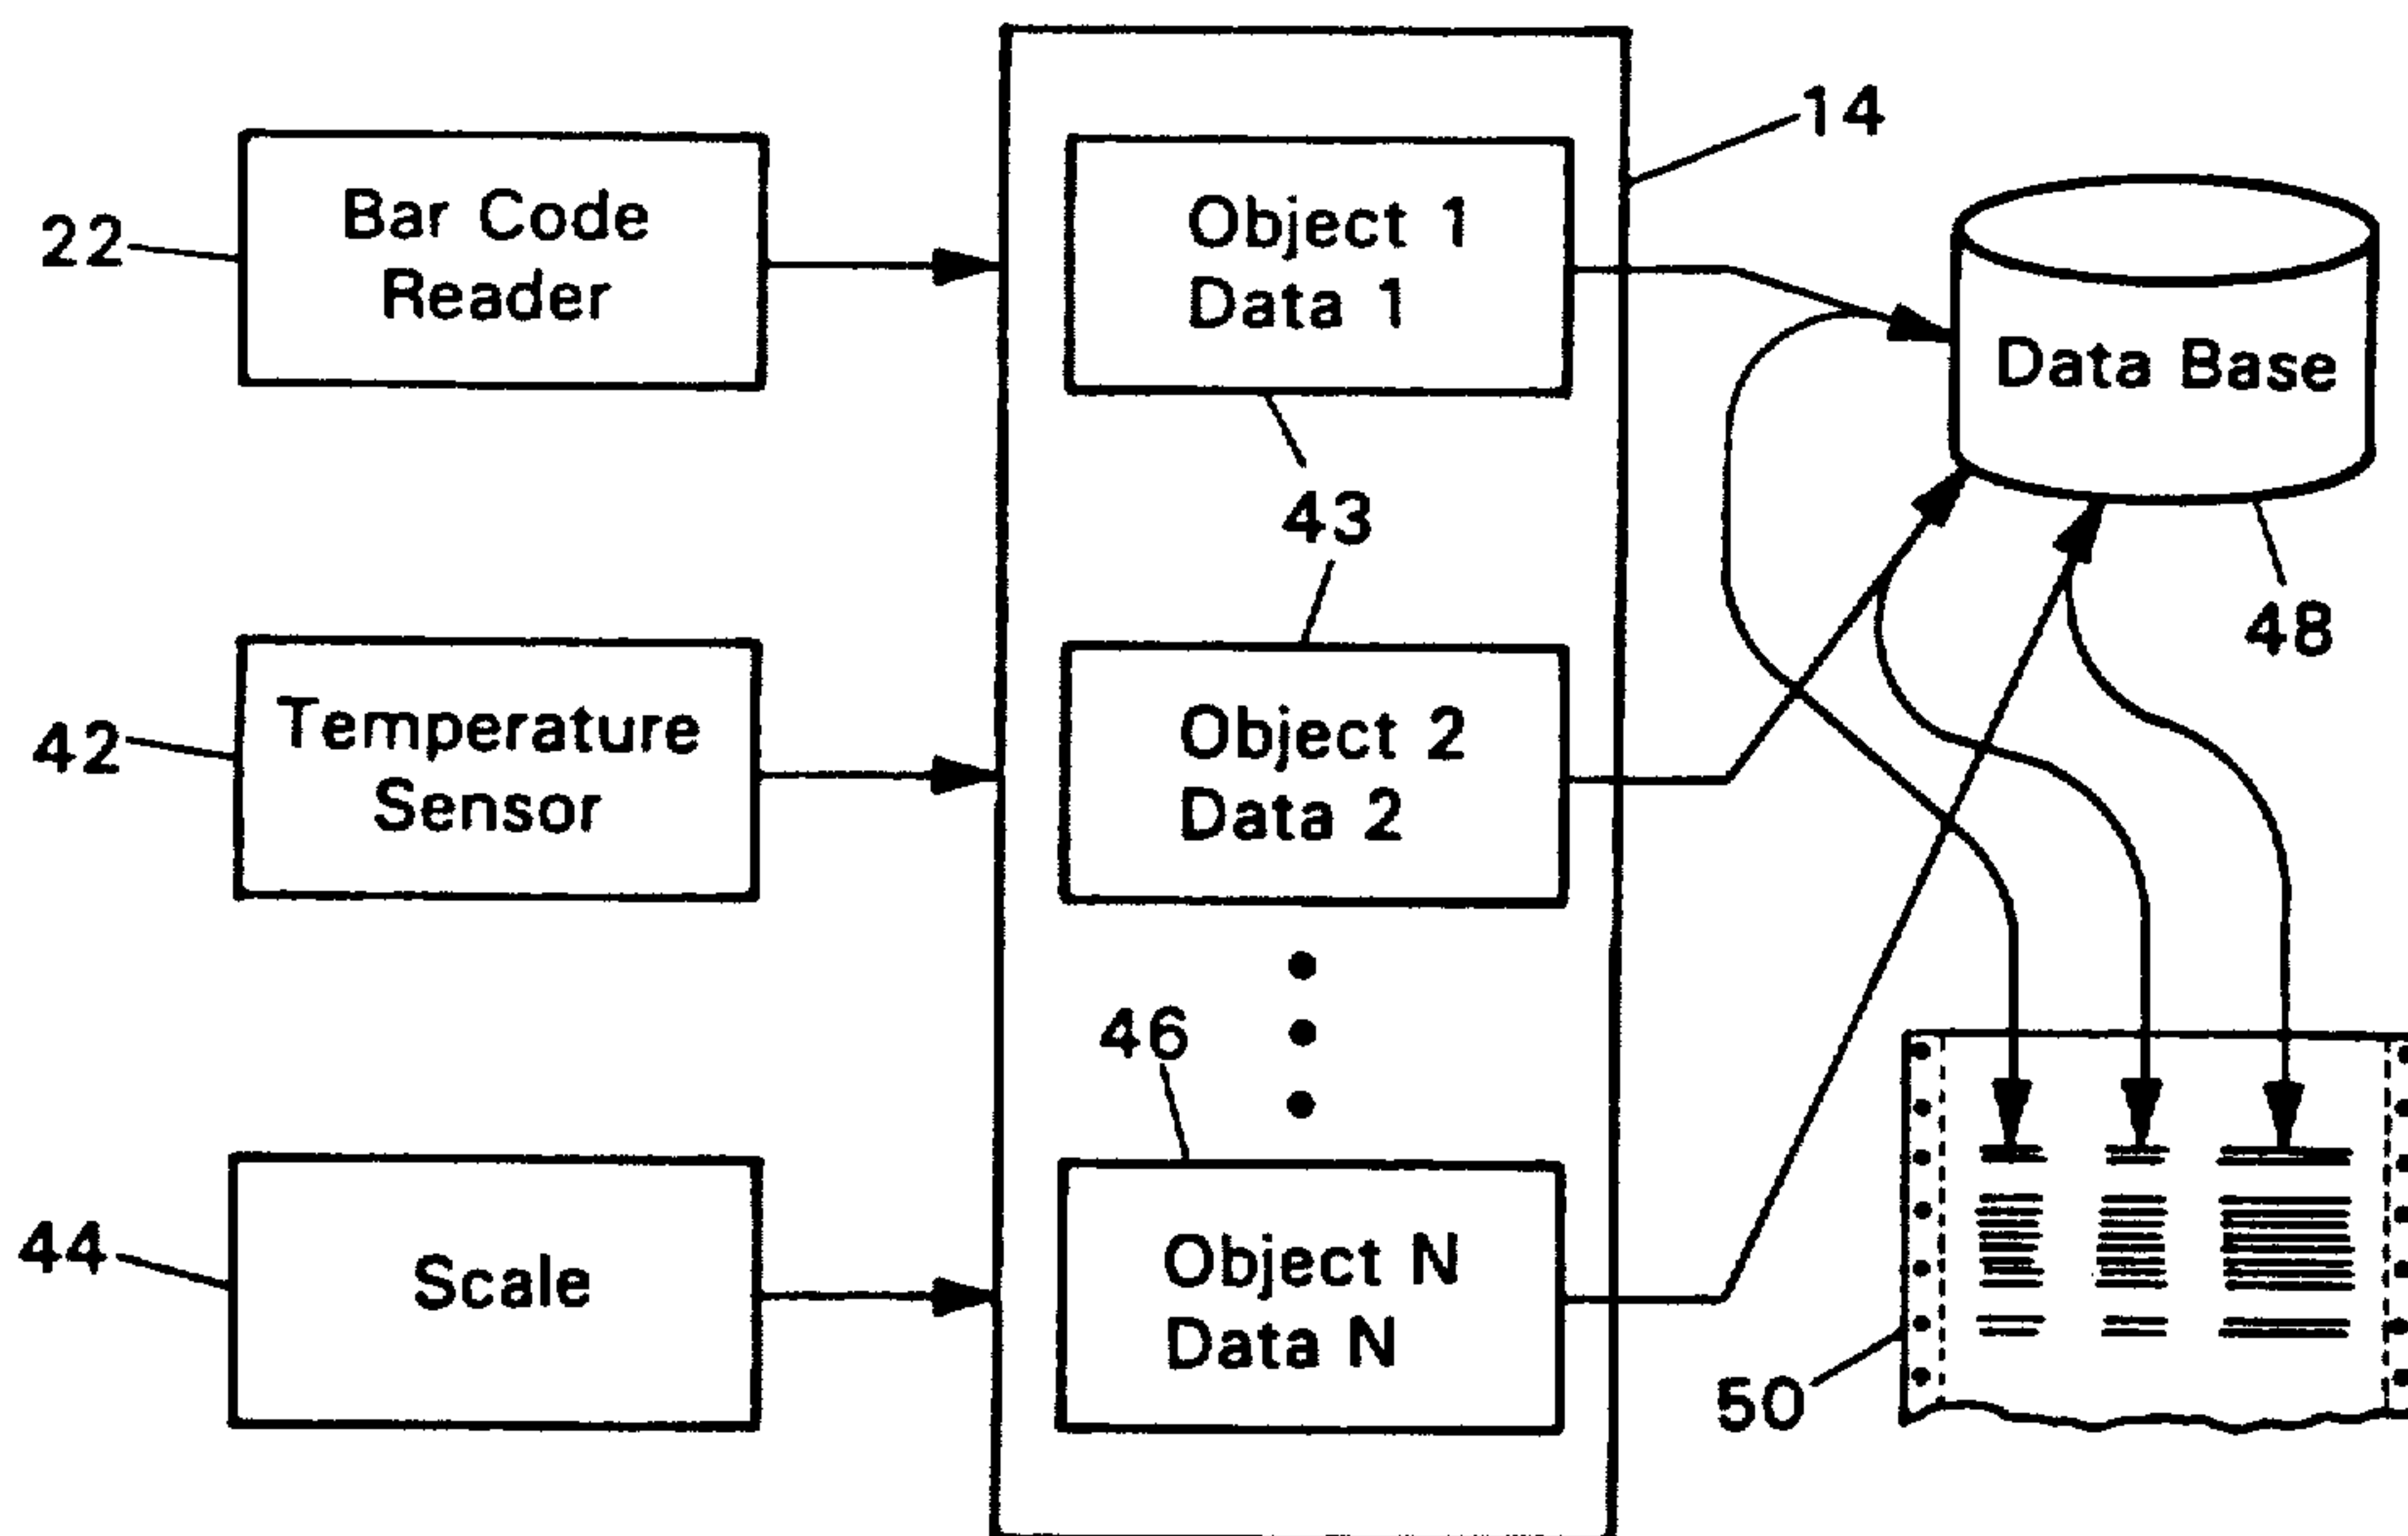 14
22
Bar Code
Reader
Object 1
Data 1
Data Base
43
48
42
Temperature
Sensor
Object 2
Data 2
46
44
Scale
Object N
Data N
50